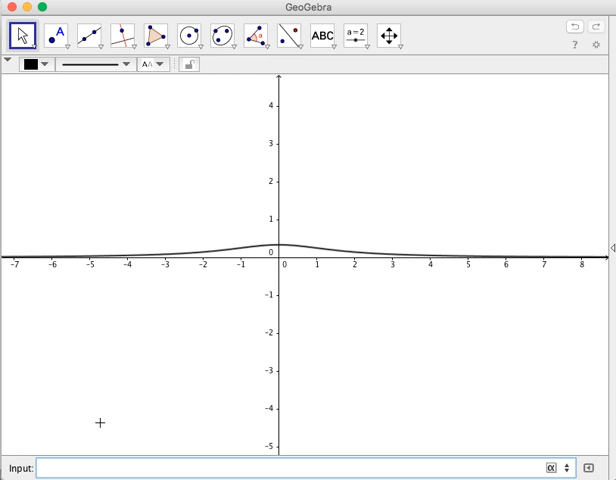 GeoGebra
A
α
ABC
a=2
?
AA
4
3
2
1
0
-7 -6 -5 -4 -3 -2 -1 0 1 2 3 4 5 6 7 8
-1
-2
-3
-4
-5
Input: α